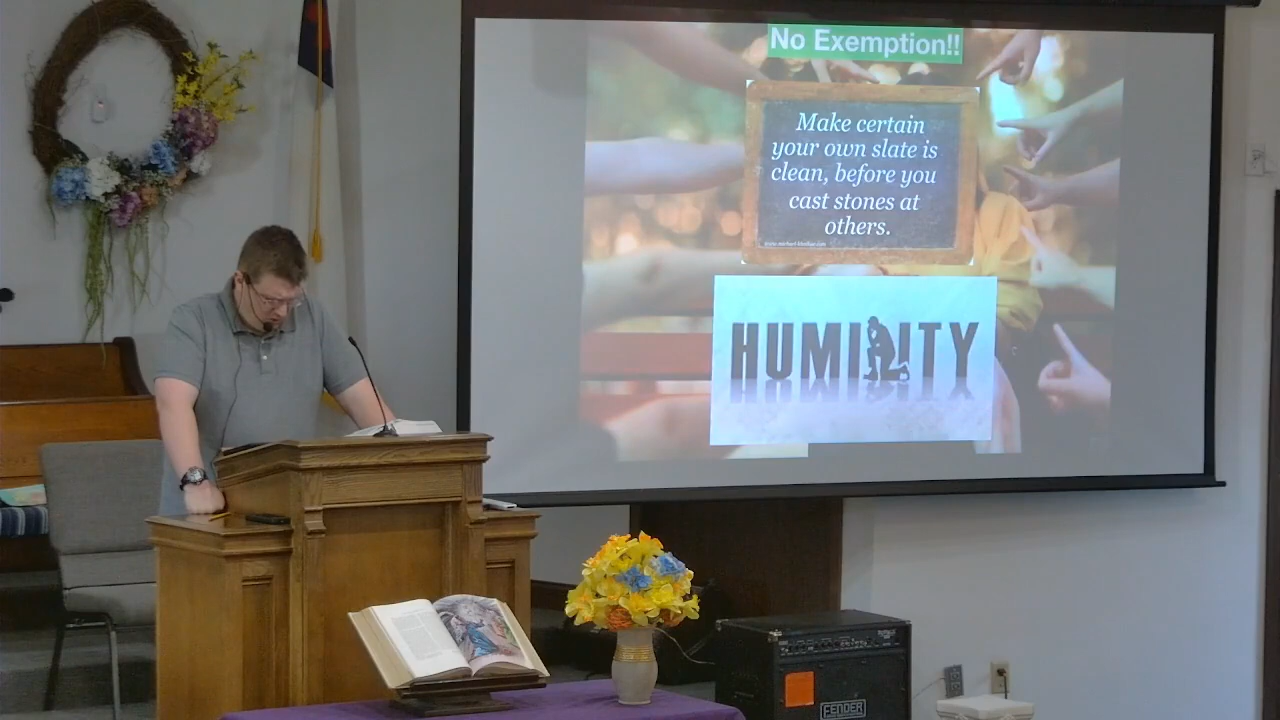 No Exemption!!
Make certain
your own slate is
clean, before you
cast stones at
others.
HUMILITY
FENDER